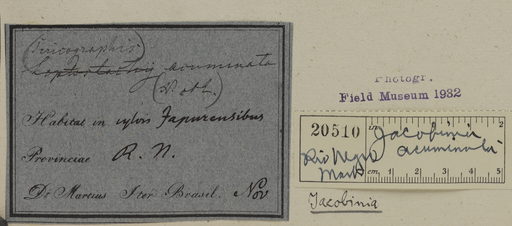 (Sericographis)
Leptostachya acuminata
Habitat in sylvis Japurensibus
Provinciae R. N.
Dr Martius Iter Brasil. Nov
Photogr.
Field Museum 1932
20510 Jacobinia
acuminata
Rio Negro
Mart
cm. 1 2 3 4 5
Jacobinia